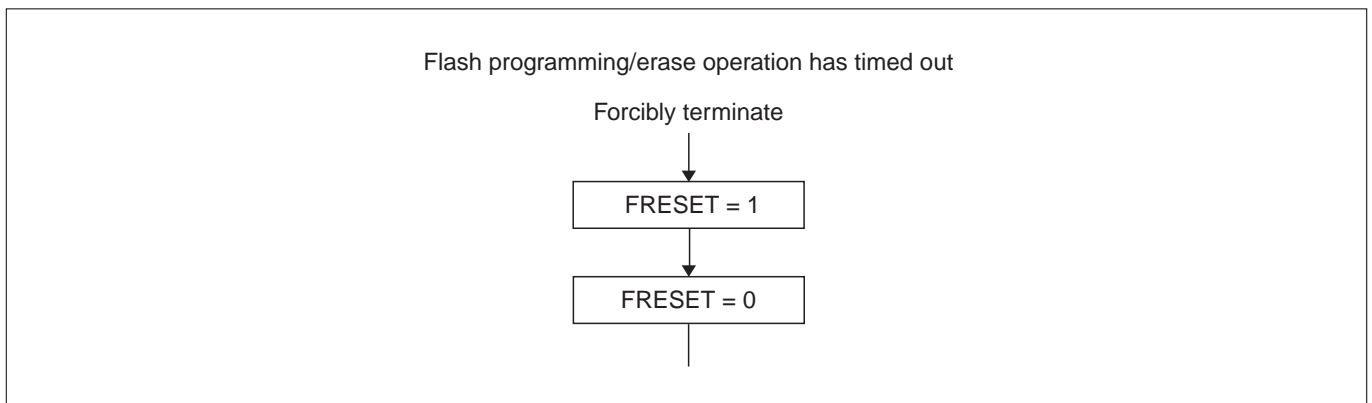 Flash programming/erase operation has timed out
Forcibly terminate
FRESET = 1
FRESET = 0